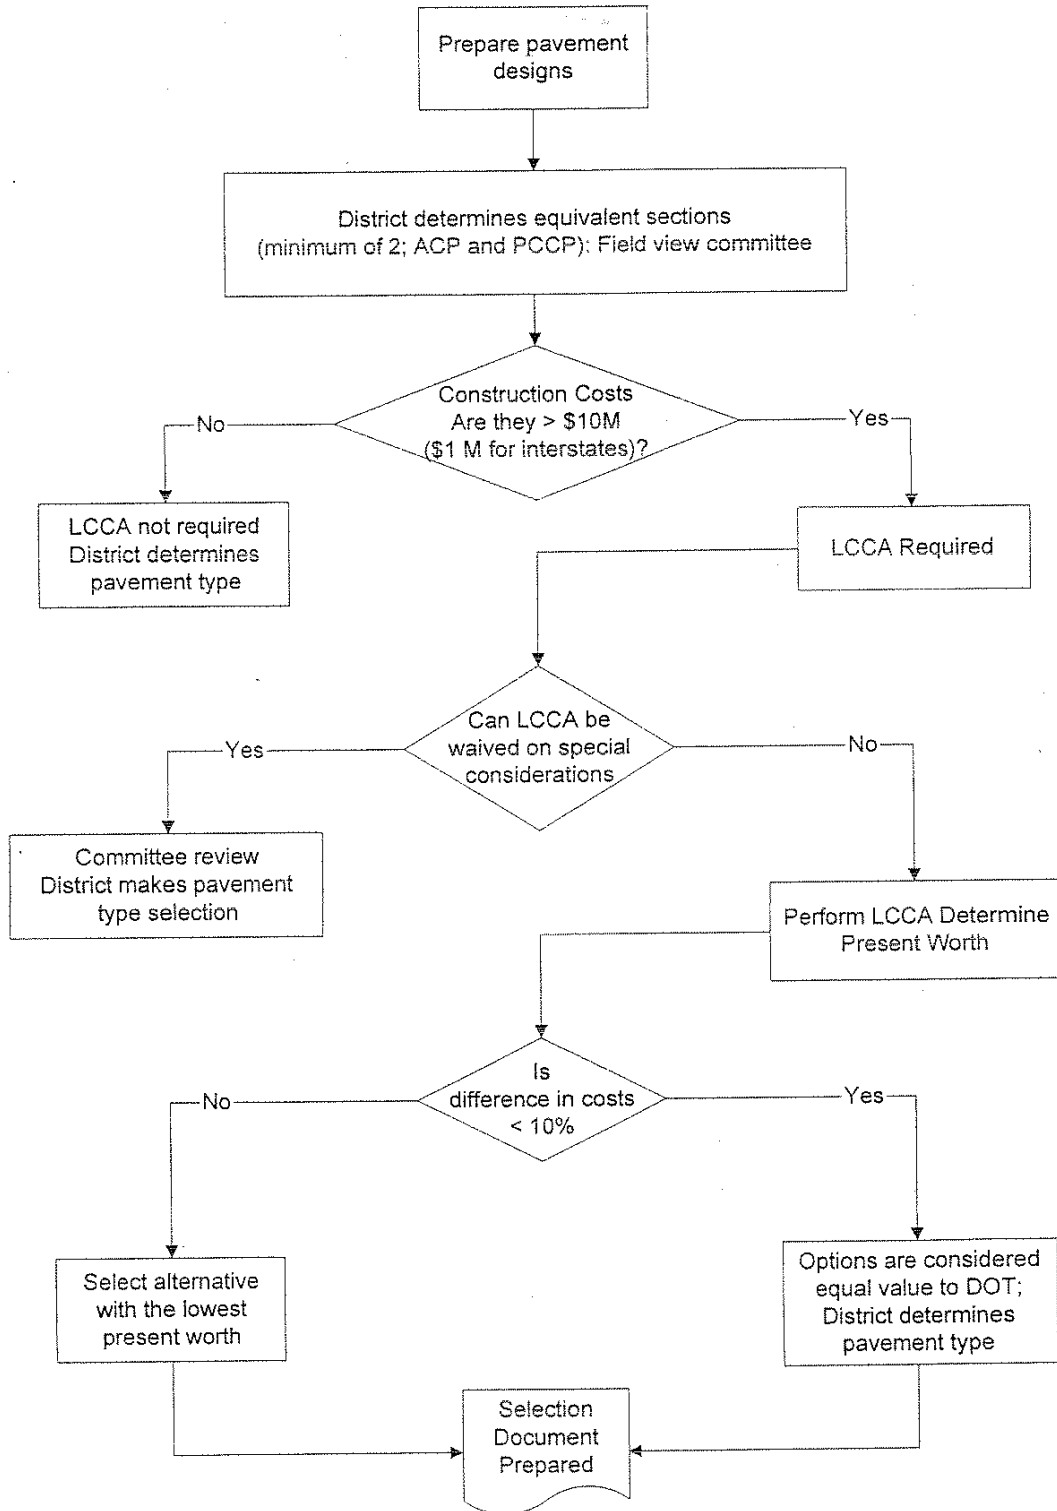 Prepare pavement
designs
District determines equivalent sections
(minimum of 2; ACP and PCCP): Field view committee
Construction Costs
Are they > $10M
($1 M for interstates)?
No
Yes
LCCA not required
District determines
pavement type
LCCA Required
Can LCCA be
waived on special
considerations
Yes
No
Committee review
District makes pavement
type selection
Perform LCCA Determine
Present Worth
Is
difference in costs
< 10%
No
Yes
Select alternative
with the lowest
present worth
Options are considered
equal value to DOT;
District determines
pavement type
Selection
Document
Prepared